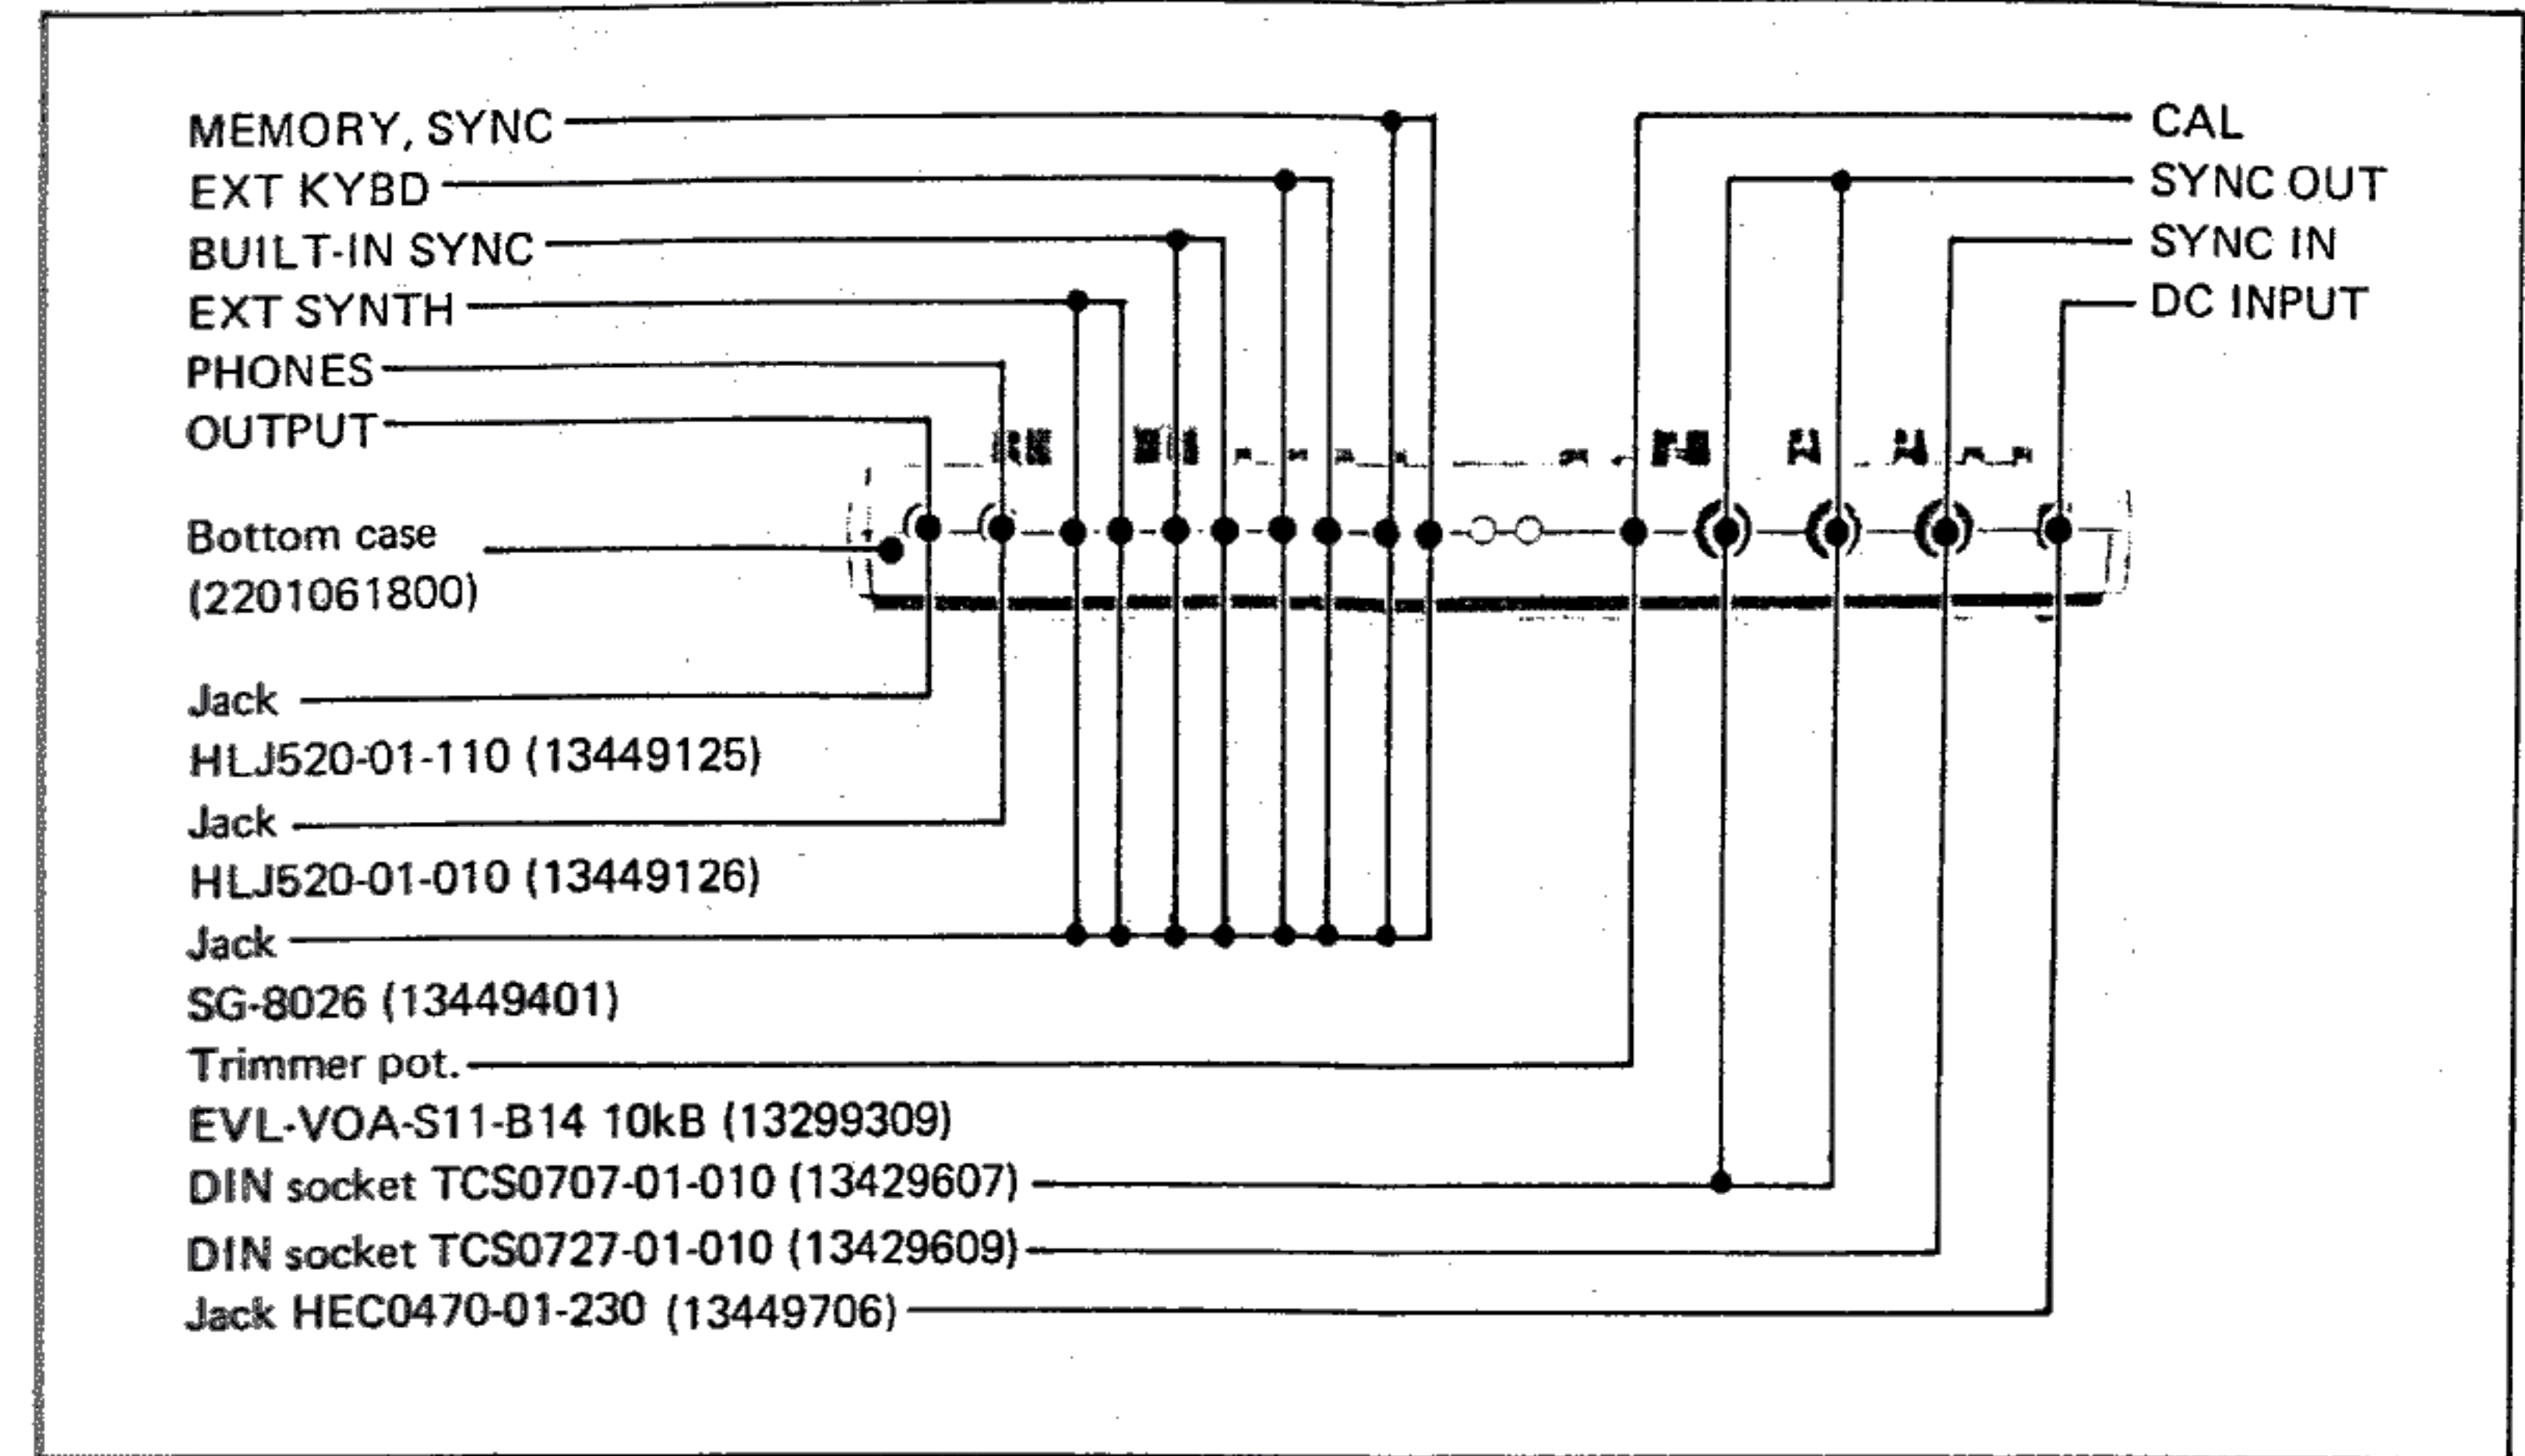 MEMORY, SYNC
EXT KYBD
BUILT-IN SYNC
EXT SYNTH
PHONES
OUTPUT
CAL
SYNC OUT
SYNC IN
DC INPUT
Bottom case
(2201061800)
Jack
HLJ520-01-110 (13449125)
Jack
HLJ520-01-010 (13449126)
Jack
SG-8026 (13449401)
Trimmer pot.
EVL-VOA-S11-B14 10kB (13299309)
DIN socket TCS0707-01-010 (13429607)
DIN socket TCS0727-01-010 (13429609)
Jack HEC0470-01-230 (13449706)